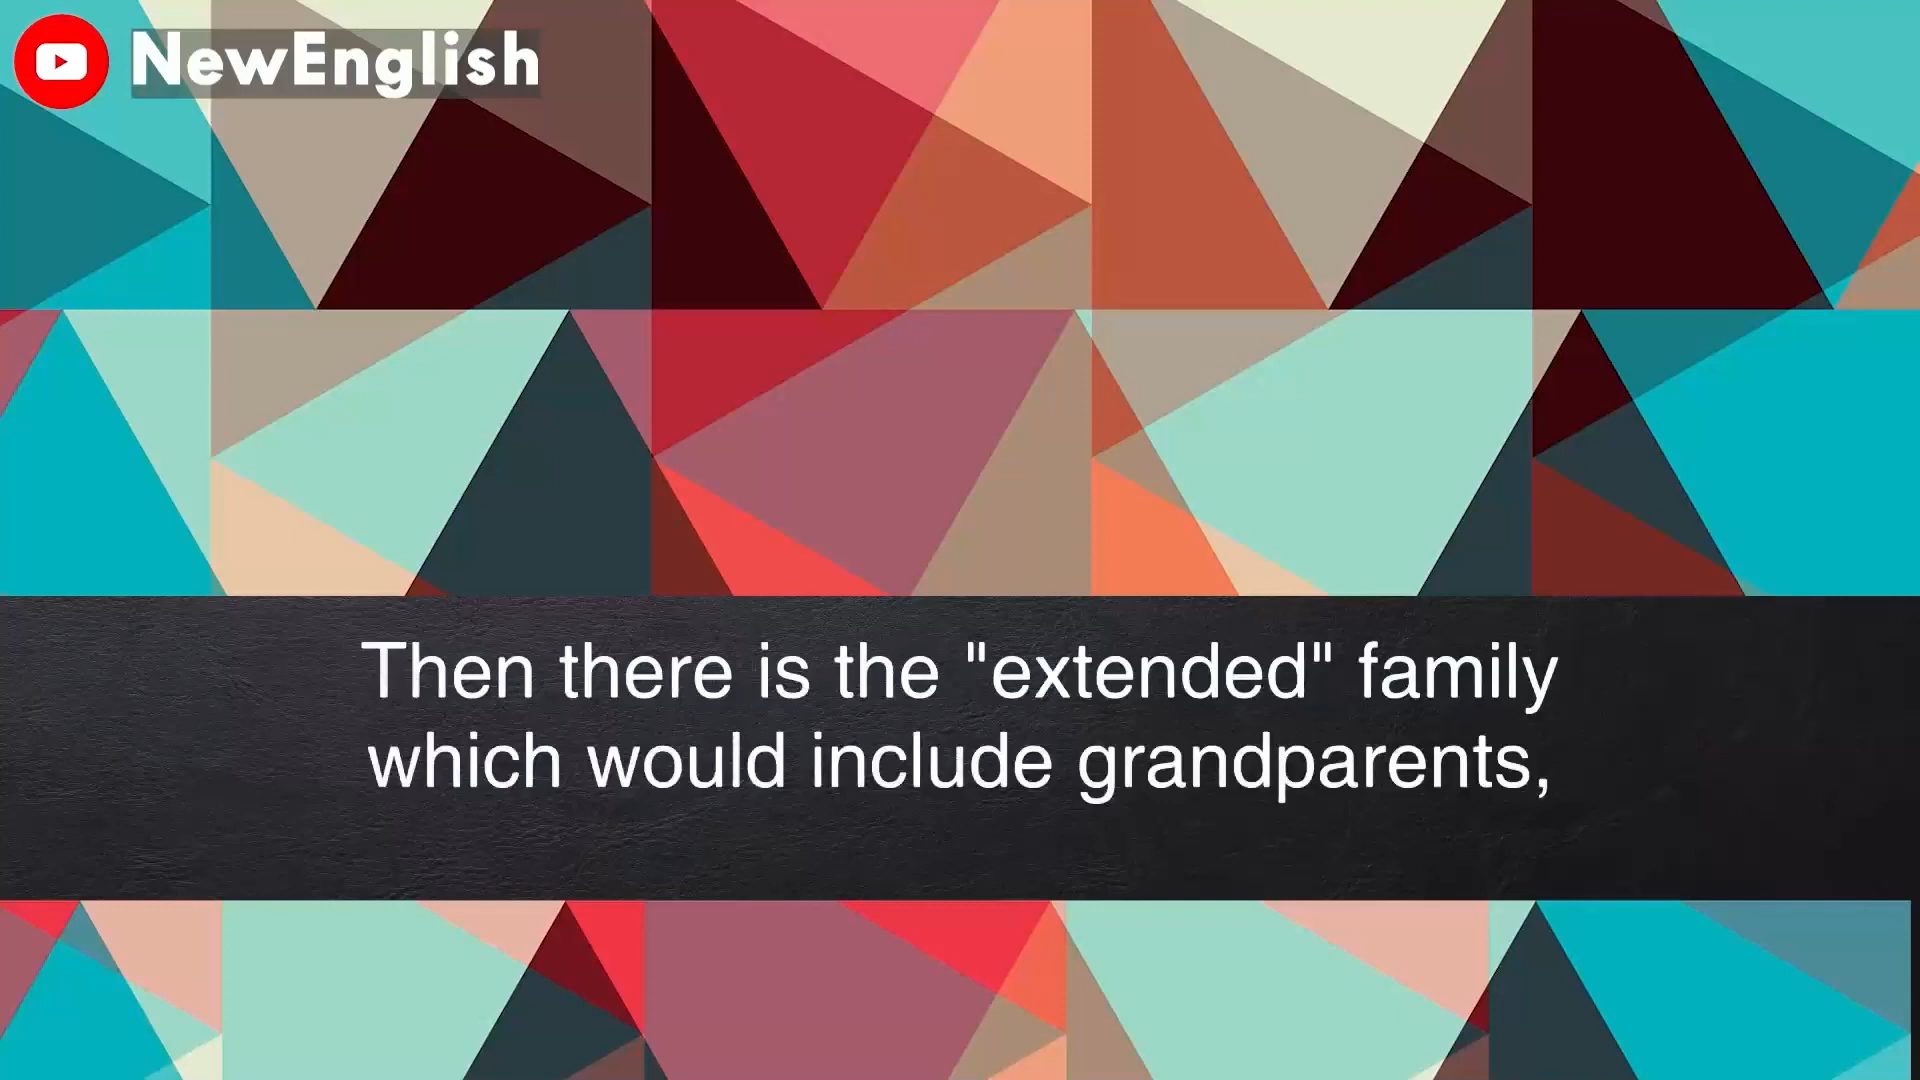 NewEnglish
Then there is the "extended" family
which would include grandparents,